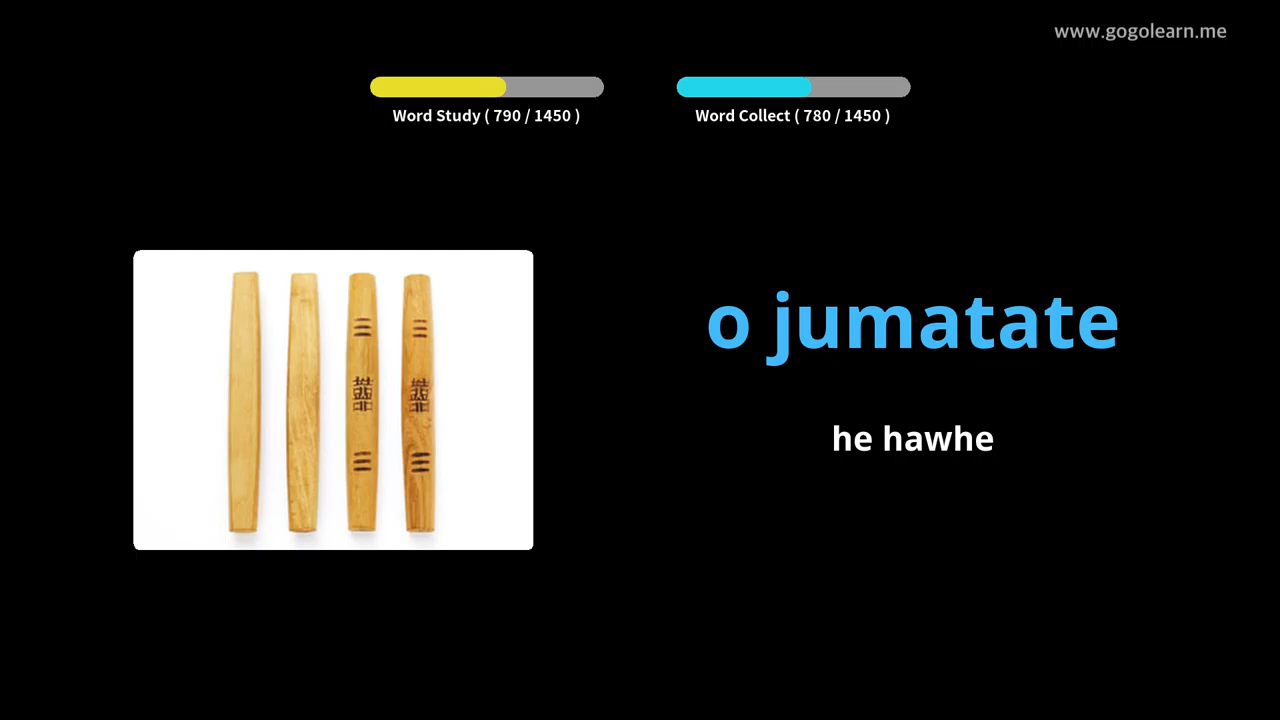 www.gogolearn.me
Word Study ( 790 / 1450 )
Word Collect ( 780 / 1450 )
o jumatate
he hawhe